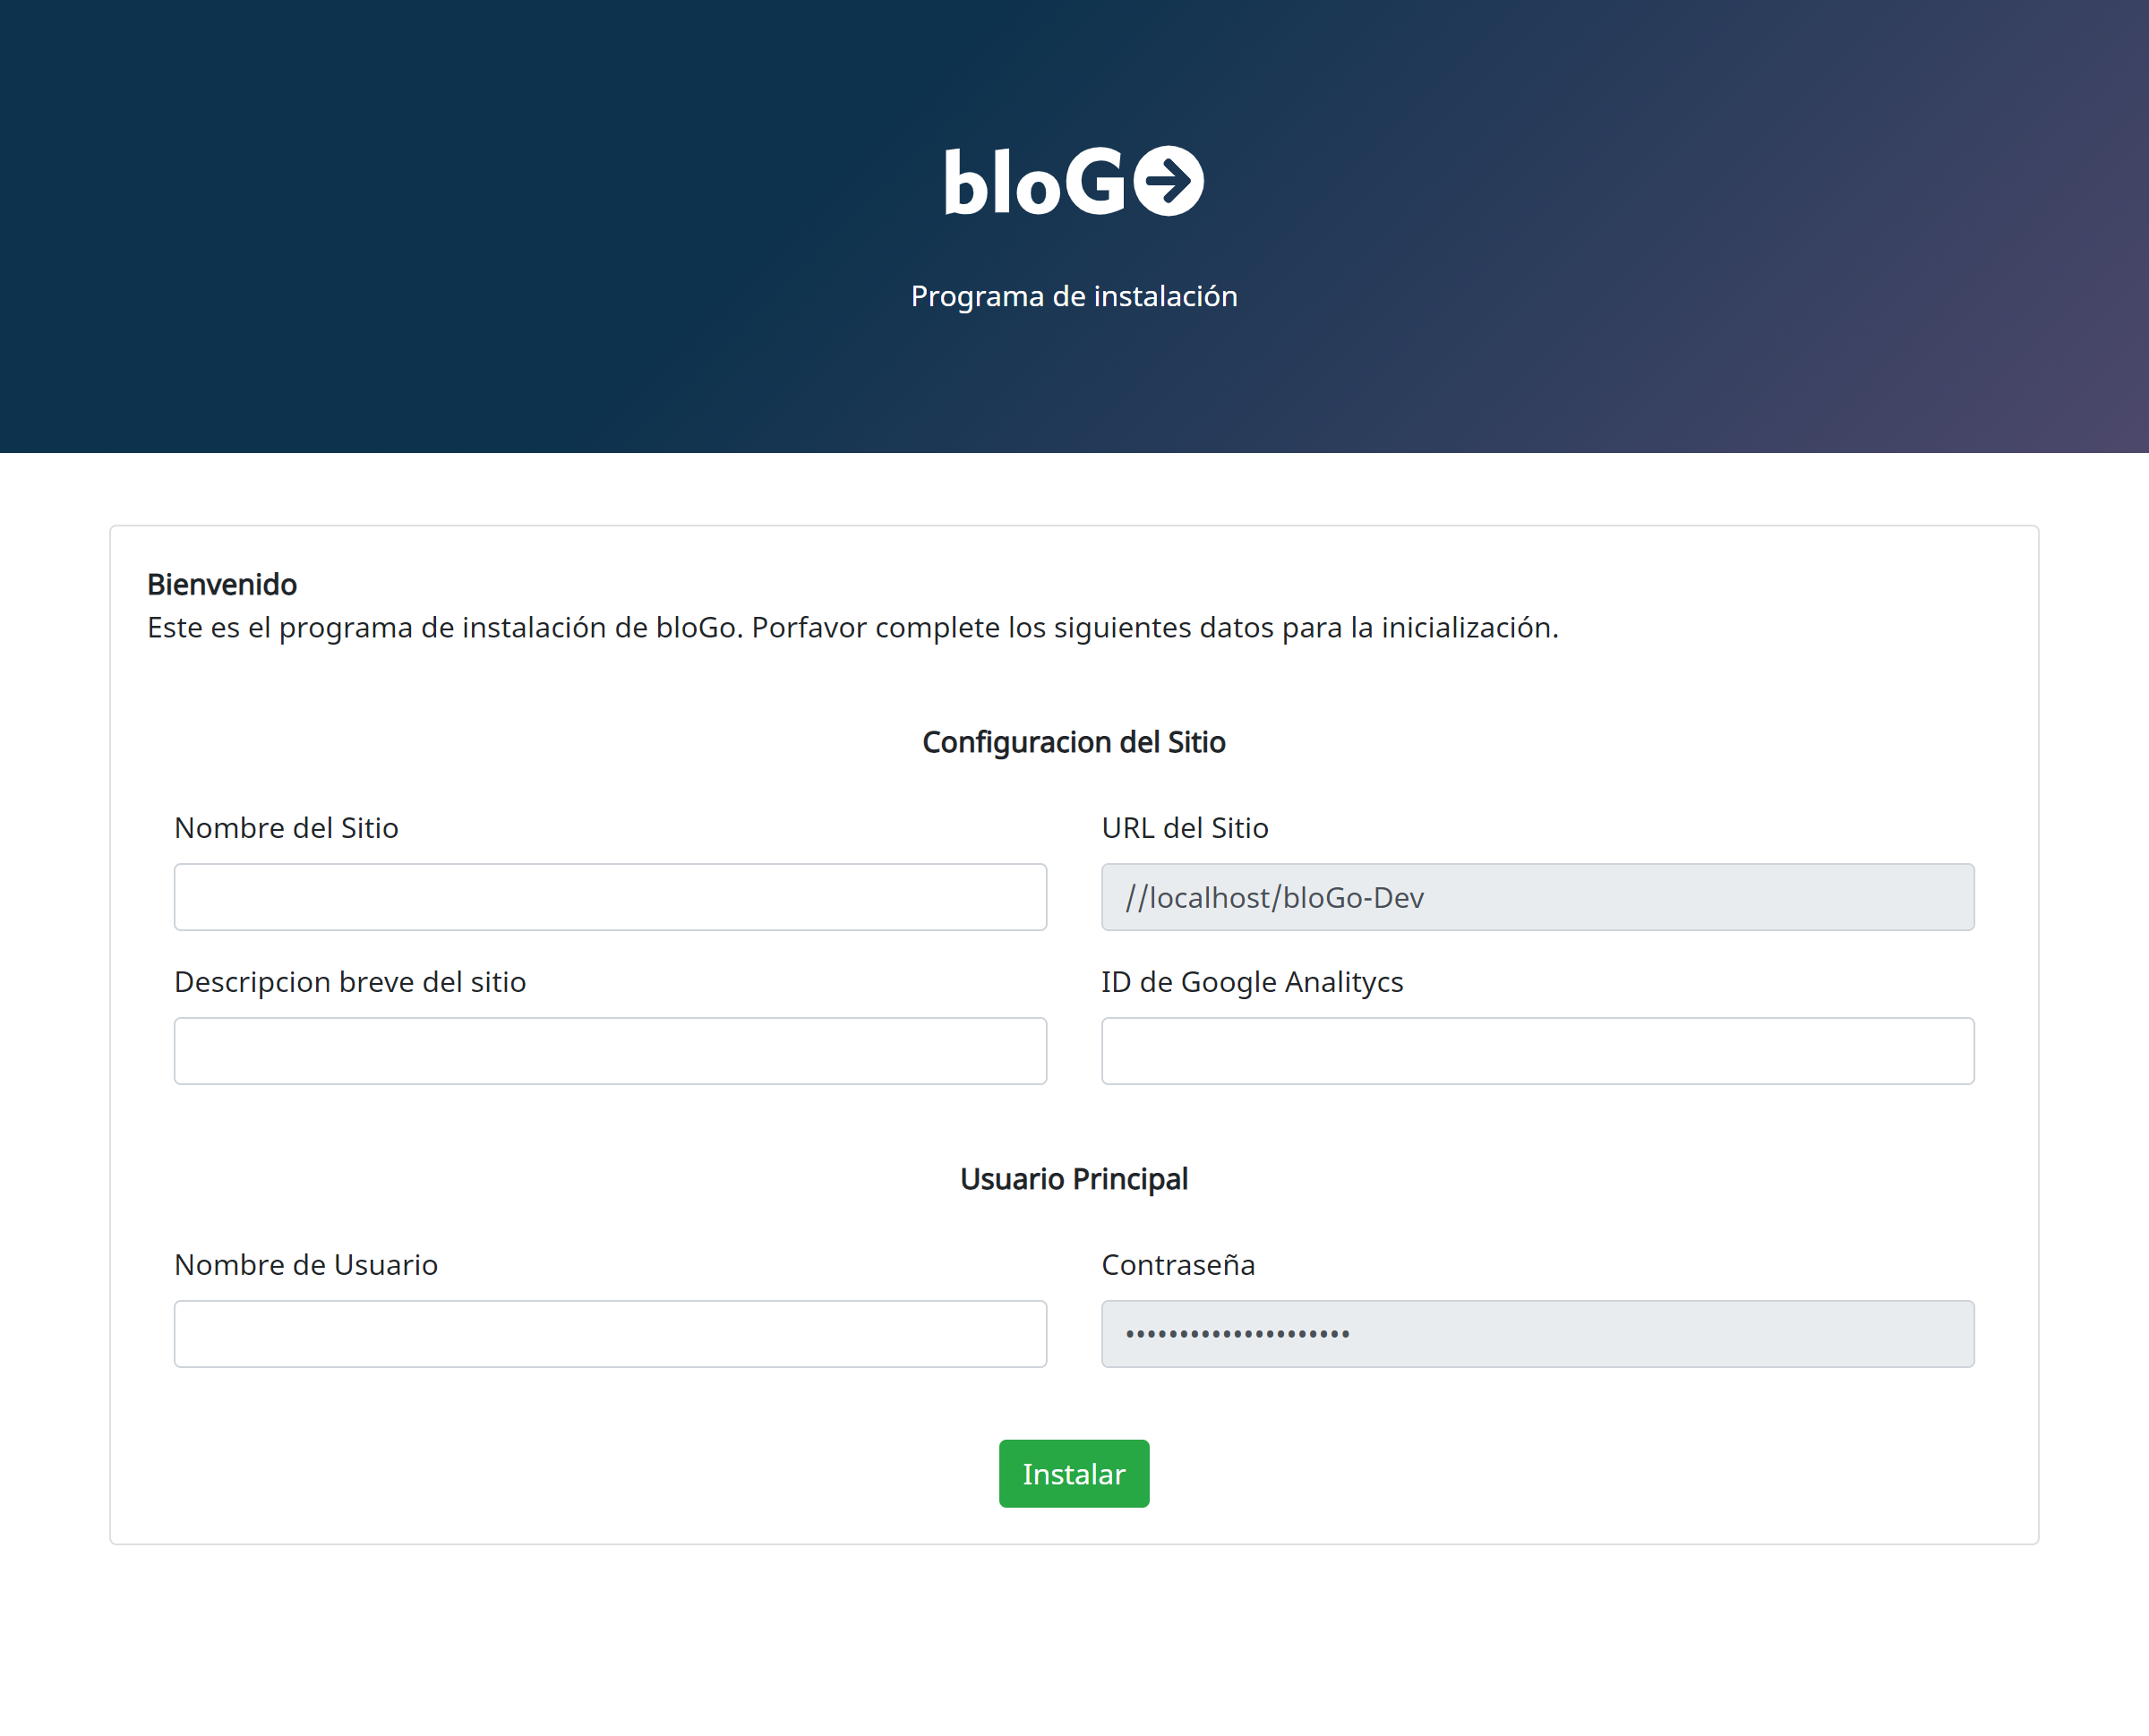 bloGo
Programa de instalación
Bienvenido
Este es el programa de instalación de bloGo. Porfavor complete los siguientes datos para la inicialización.
Configuracion del Sitio
Nombre del Sitio
URL del Sitio
//localhost/bloGo-Dev
Descripcion breve del sitio
ID de Google Analitycs
Usuario Principal
Nombre de Usuario
Contraseña
•••••••••••••••••••••
Instalar